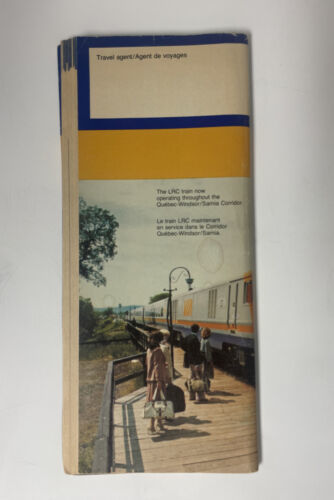 Travel agent/Agent de voyages
The LRC train now
operating throughout the
Québec-Windsor/Sarnia Corridor.
Le train LRC maintenant
en service dans le Corridor
Québec-Windsor/Sarnia.